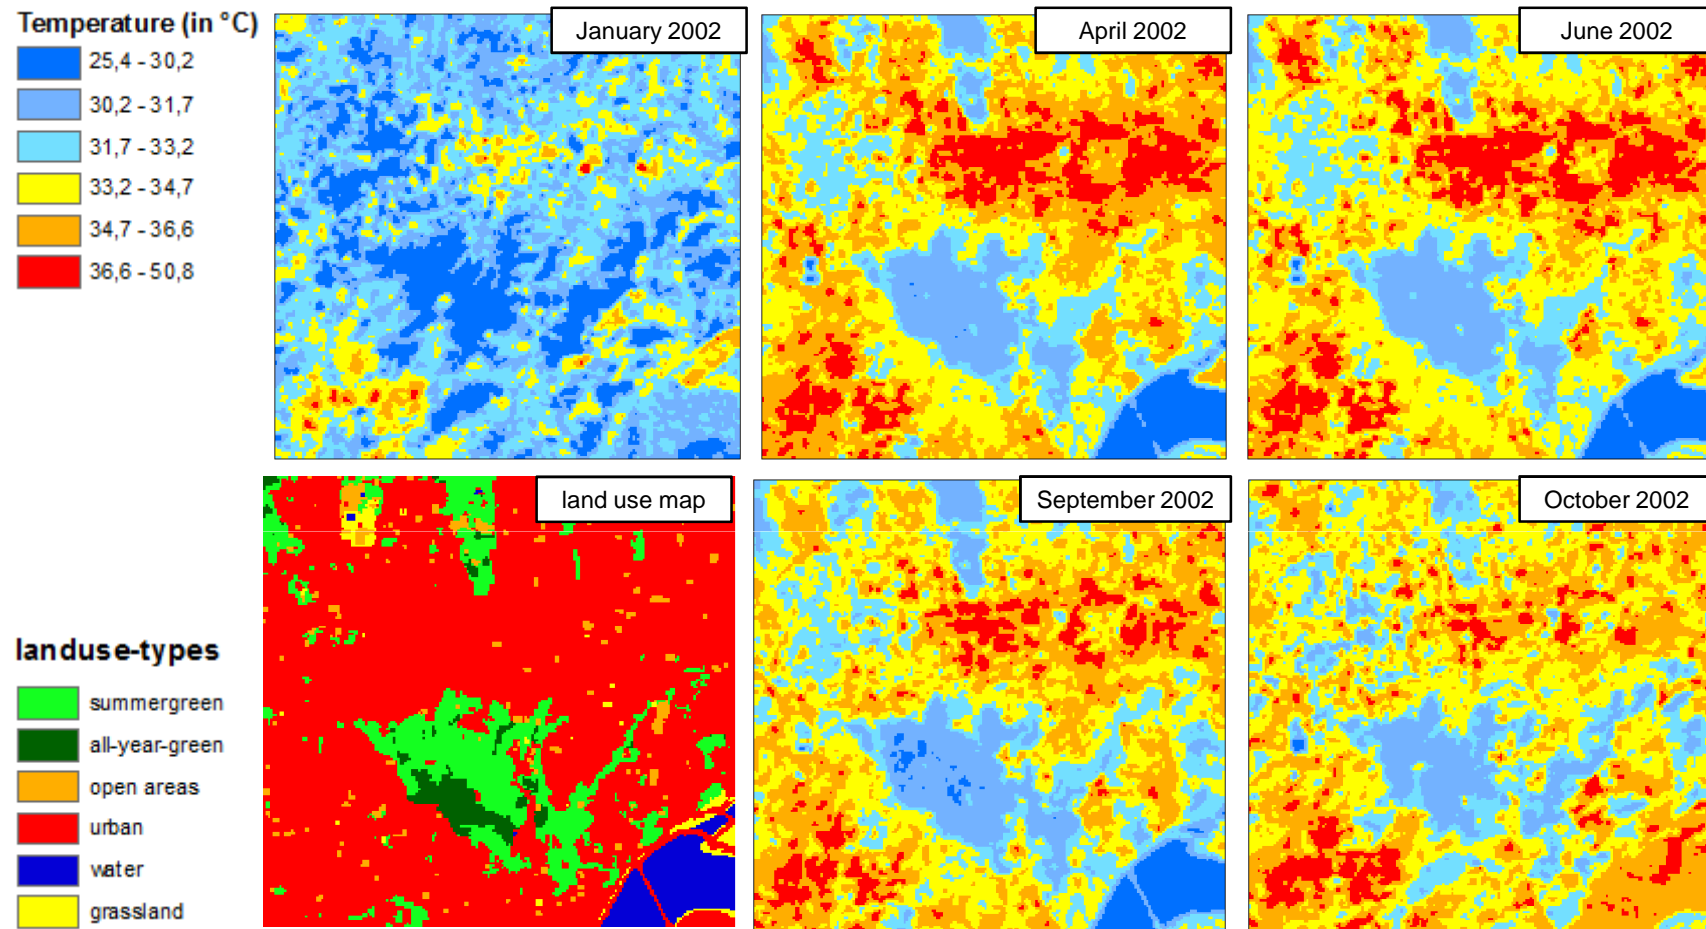 Temperature (in °C)
25,4 - 30,2
30,2 - 31,7
31,7 - 33,2
33,2 - 34,7
34,7 - 36,6
36,6 - 50,8
January 2002
April 2002
June 2002
land use map
September 2002
October 2002
landuse-types
summergreen
all-year-green
open areas
urban
water
grassland